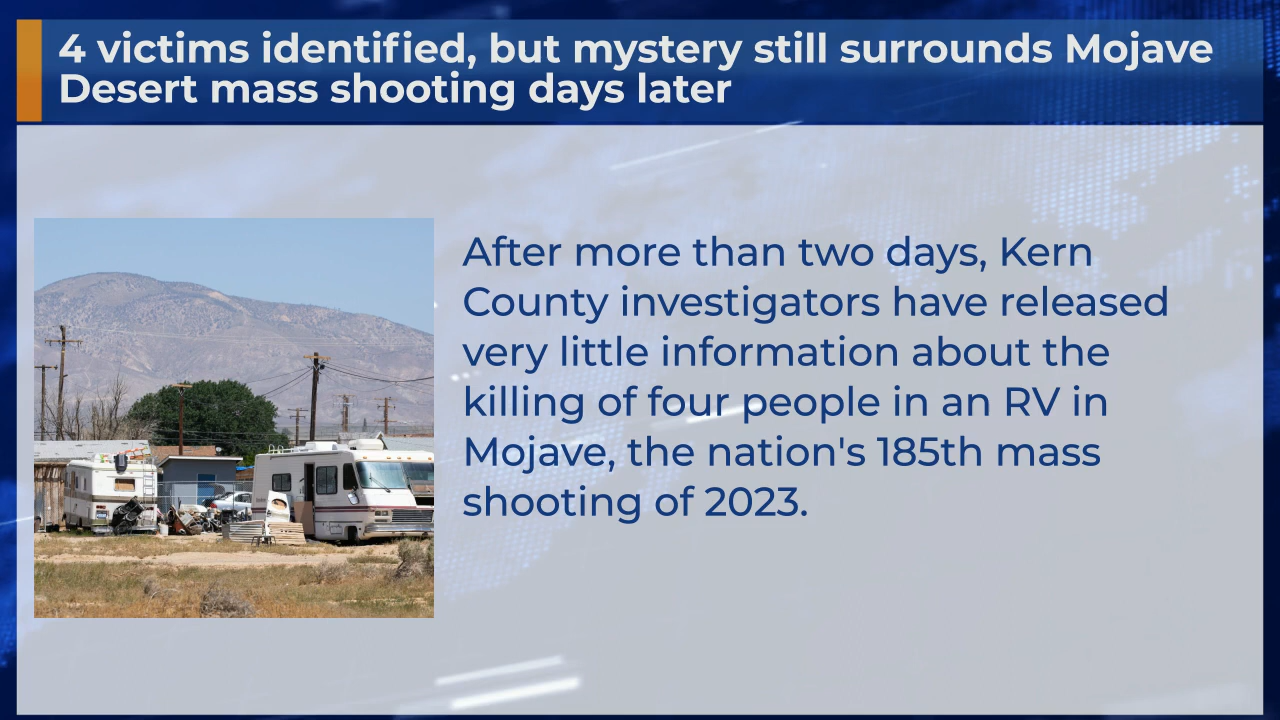 4 victims identified, but mystery still surrounds Mojave
Desert mass shooting days later
After more than two days, Kern
County investigators have released
very little information about the
killing of four people in an RV in
Mojave, the nation's 185th mass
shooting of 2023.